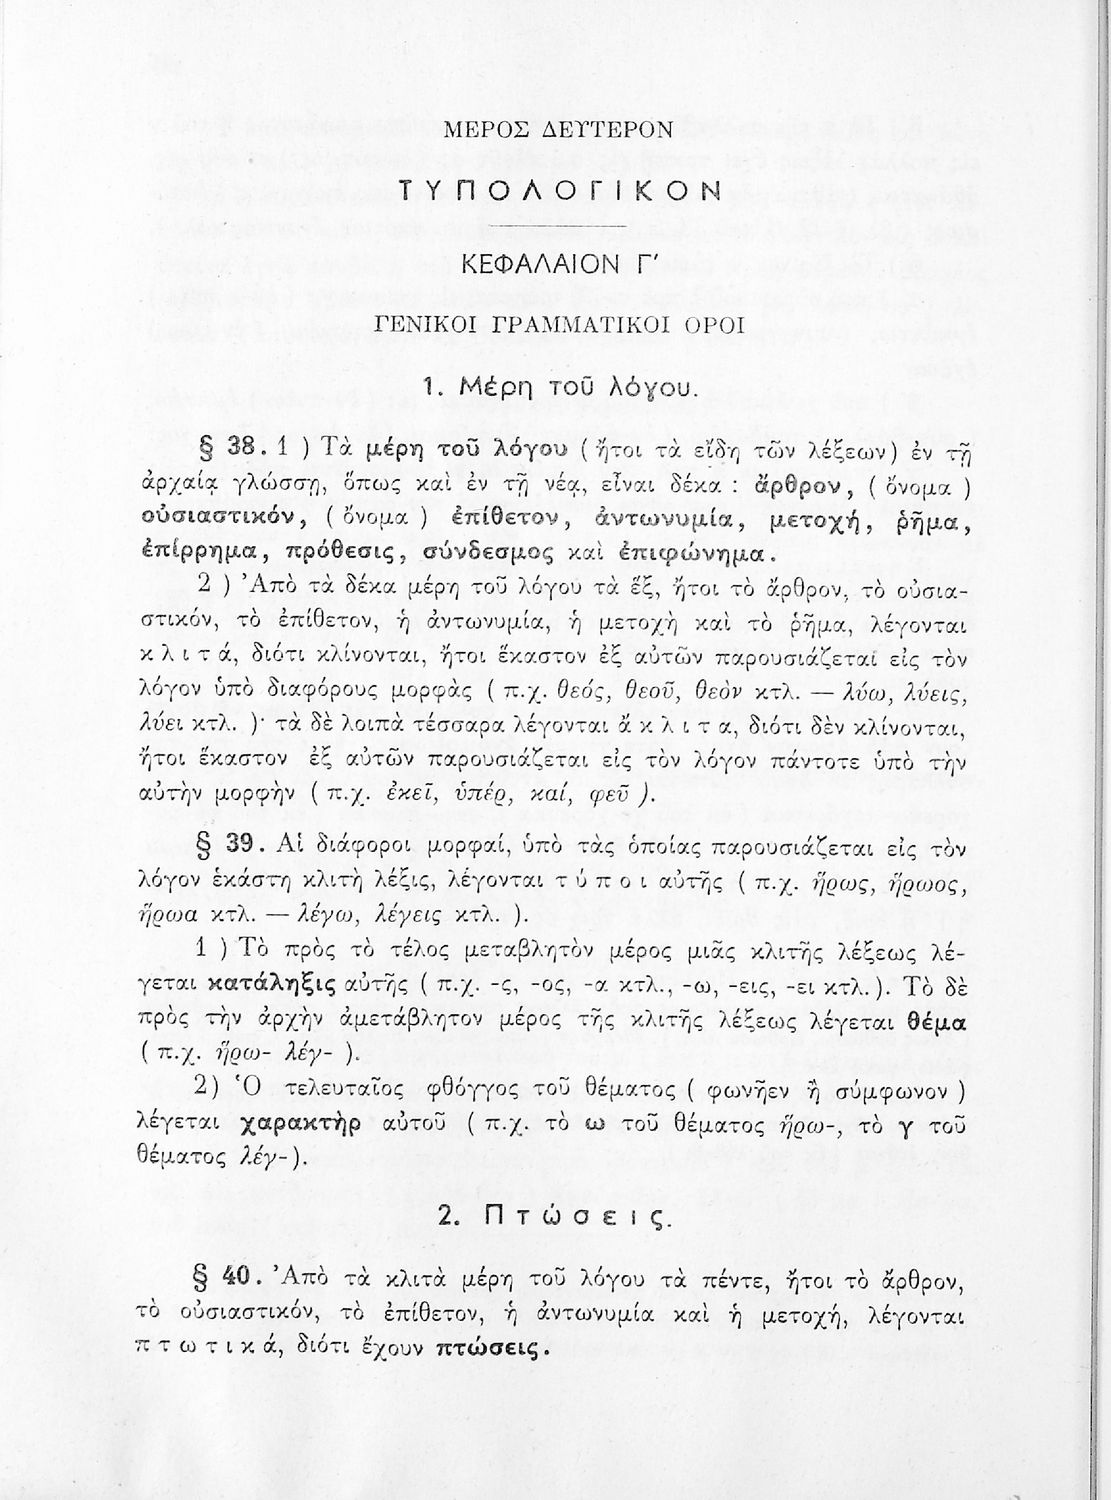 ΜΕΡΟΣ ΔΕΥΤΕΡΟΝ
ΤΥΠΟΛΟΓΙΚΟΝ
ΚΕΦΑΛΑΙΟΝ Γ′
ΓΕΝΙΚΟΙ ΓΡΑΜΜΑΤΙΚΟΙ ΟΡΟΙ
1. Μέρη τοῦ λόγου.
§ 38. 1 ) Τὰ μέρη τοῦ λόγου ( ἤτοι τὰ εἴδη τῶν λέξεων) ἐν τῇ
ἀρχαίᾳ γλώσσῃ, ὅπως καὶ ἐν τῇ νέᾳ, εἶναι δέκα : ἄρθρον, ( ὄνομα )
οὐσιαστικόν, ( ὄνομα ) ἐπίθετον, ἀντωνυμία, μετοχή, ῥῆμα,
ἐπίρρημα, πρόθεσις, σύνδεσμος καὶ ἐπιφώνημα.
2 ) Ἀπὸ τὰ δέκα μέρη τοῦ λόγου τὰ ἕξ, ἤτοι τὸ ἄρθρον, τὸ οὐσια-
στικόν, τὸ ἐπίθετον, ἡ ἀντωνυμία, ἡ μετοχὴ καὶ τὸ ῥῆμα, λέγονται
κ λ ι τ ά, διότι κλίνονται, ἤτοι ἕκαστον ἐξ αὐτῶν παρουσιάζεται εἰς τὸν
λόγον ὑπὸ διαφόρους μορφὰς ( π.χ. θεός, θεοῦ, θεὸν κτλ. — λύω, λύεις,
λύει κτλ. )· τὰ δὲ λοιπὰ τέσσαρα λέγονται ἄ κ λ ι τ α, διότι δὲν κλίνονται,
ἤτοι ἕκαστον ἐξ αὐτῶν παρουσιάζεται εἰς τὸν λόγον πάντοτε ὑπὸ τὴν
αὐτὴν μορφὴν ( π.χ. ἐκεῖ, ὑπέρ, καί, φεῦ ).
§ 39. Αἱ διάφοροι μορφαί, ὑπὸ τὰς ὁποίας παρουσιάζεται εἰς τὸν
λόγον ἑκάστη κλιτὴ λέξις, λέγονται τ ύ π ο ι αὐτῆς ( π.χ. ἥρως, ἥρωος,
ἥρωα κτλ. — λέγω, λέγεις κτλ. ).
1 ) Τὸ πρὸς τὸ τέλος μεταβλητὸν μέρος μιᾶς κλιτῆς λέξεως λέ-
γεται κατάληξις αὐτῆς ( π.χ. -ς, -ος, -α κτλ., -ω, -εις, -ει κτλ.). Τὸ δὲ
πρὸς τὴν ἀρχὴν ἀμετάβλητον μέρος τῆς κλιτῆς λέξεως λέγεται θέμα
( π.χ. ἥρω- λέγ- ).
2) Ὁ τελευταῖος φθόγγος τοῦ θέματος ( φωνῆεν ἢ σύμφωνον )
λέγεται χαρακτὴρ αὐτοῦ ( π.χ. τὸ ω τοῦ θέματος ἥρω-, τὸ γ τοῦ
θέματος λέγ-).
2. Π τ ώ σ ε ι ς.
§ 40. Ἀπὸ τὰ κλιτὰ μέρη τοῦ λόγου τὰ πέντε, ἤτοι τὸ ἄρθρον,
τὸ οὐσιαστικόν, τὸ ἐπίθετον, ἡ ἀντωνυμία καὶ ἡ μετοχή, λέγονται
π τ ω τ ι κ ά, διότι ἔχουν πτώσεις.